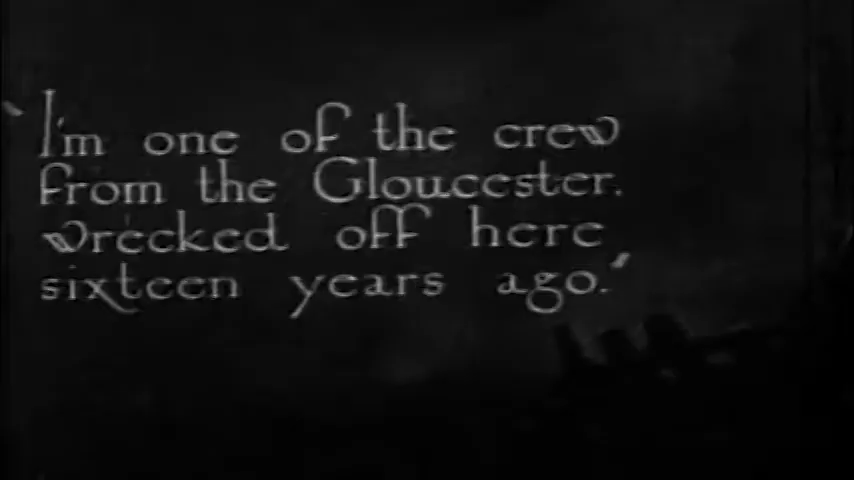 "I'm one of the crew
from the Gloucester.
wrecked off here
sixteen years ago."